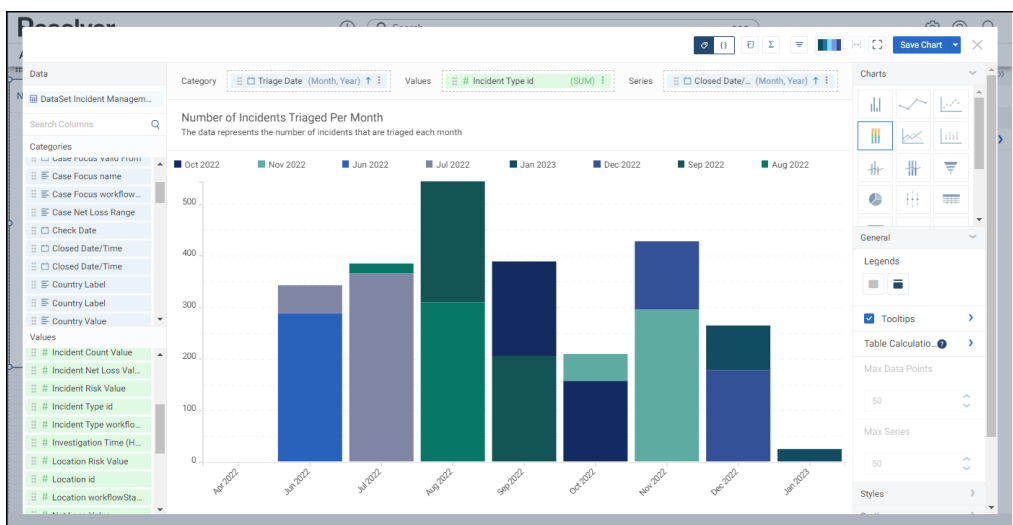 Resolver
Search
Save Chart
Data
DataSet Incident Managem...
Search Columns
Categories
Case Focus Valid From
Case Focus name
Case Focus workflow...
Case Net Loss Range
Check Date
Closed Date/Time
Closed Date/Time
Country Label
Country Label
Country Value
Values
# Incident Count Value
# Incident Net Loss Val...
# Incident Risk Value
# Incident Type id
# Incident Type workflo...
# Investigation Time (H...
# Location Risk Value
# Location id
# Location workflowSta...
Category Triage Date (Month, Year) Values # Incident Type id (SUM) Series Closed Date/... (Month, Year)
Number of Incidents Triaged Per Month
The data represents the number of incidents that are triaged each month
Oct 2022 Nov 2022 Jun 2022 Jul 2022 Jan 2023 Dec 2022 Sep 2022 Aug 2022
500
400
300
200
100
0
Apr 2022 Jun 2022 Jul 2022 Aug 2022 Sep 2022 Oct 2022 Nov 2022 Dec 2022 Jan 2023
Charts
General
Legends
Tooltips
Table Calculatio...
Max Data Points
50
Max Series
50
Styles